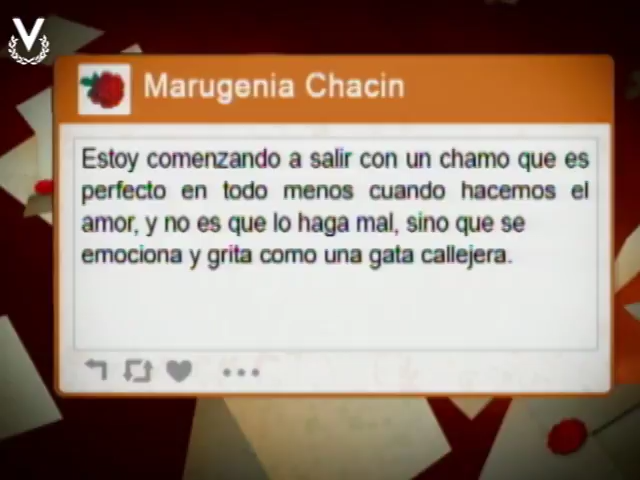 V
Marugenia Chacin
Estoy comenzando a salir con un chamo que es
perfecto en todo menos cuando hacemos el
amor, y no es que lo haga mal, sino que se
emociona y grita como una gata callejera.